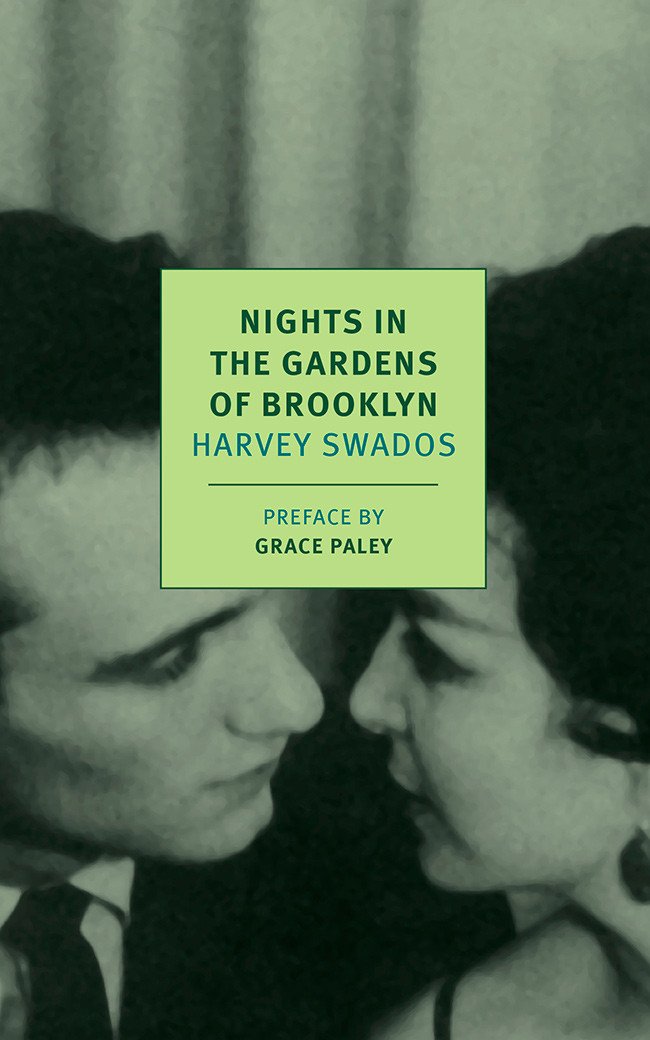 NIGHTS IN
THE GARDENS
OF BROOKLYN
HARVEY SWADOS
PREFACE BY
GRACE PALEY